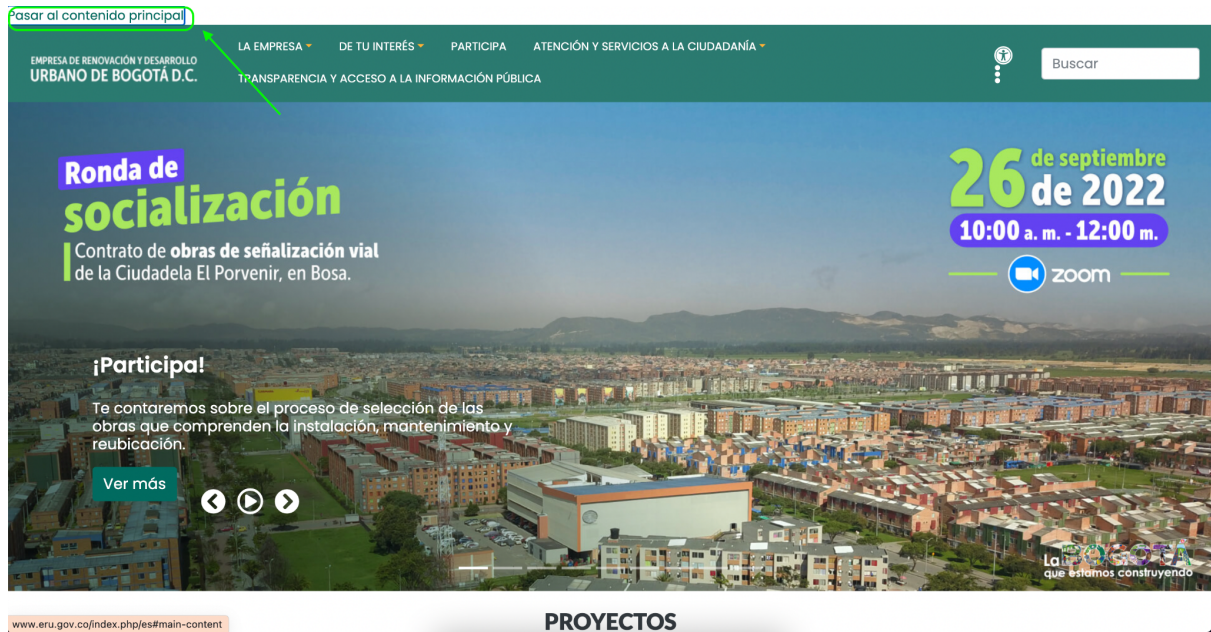 Pasar al contenido principal
LA EMPRESA
DE TU INTERÉS
PARTICIPA
ATENCIÓN Y SERVICIOS A LA CIUDADANÍA
EMPRESA DE RENOVACIÓN Y DESARROLLO
URBANO DE BOGOTÁ D.C.
TRANSPARENCIA Y ACCESO A LA INFORMACIÓN PÚBLICA
Buscar
Ronda de
socialización
Contrato de obras de señalización vial
de la Ciudadela El Porvenir, en Bosa.
26 de septiembre
de 2022
10:00 a. m. - 12:00 m.
zoom
¡Participa!
Te contaremos sobre el proceso de selección de las
obras que comprenden la instalación, mantenimiento y
reubicación.
Ver más
La BOGOTÁ
que estamos construyendo
PROYECTOS
www.eru.gov.co/index.php/es#main-content